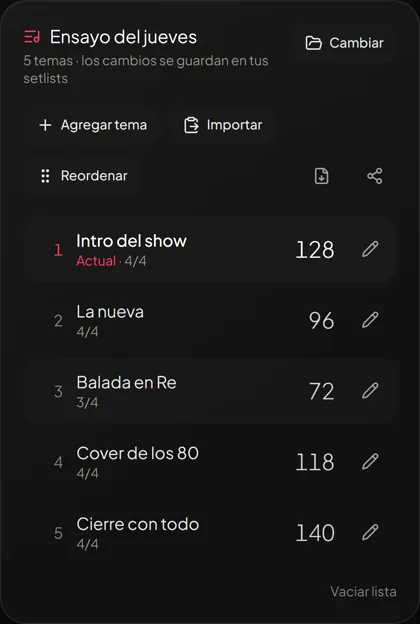 Ensayo del jueves
Cambiar
5 temas · los cambios se guardan en tus
setlists
Agregar tema
Importar
Reordenar
1 Intro del show 128
Actual · 4/4
2 La nueva 96
4/4
3 Balada en Re 72
3/4
4 Cover de los 80 118
4/4
5 Cierre con todo 140
4/4
Vaciar lista